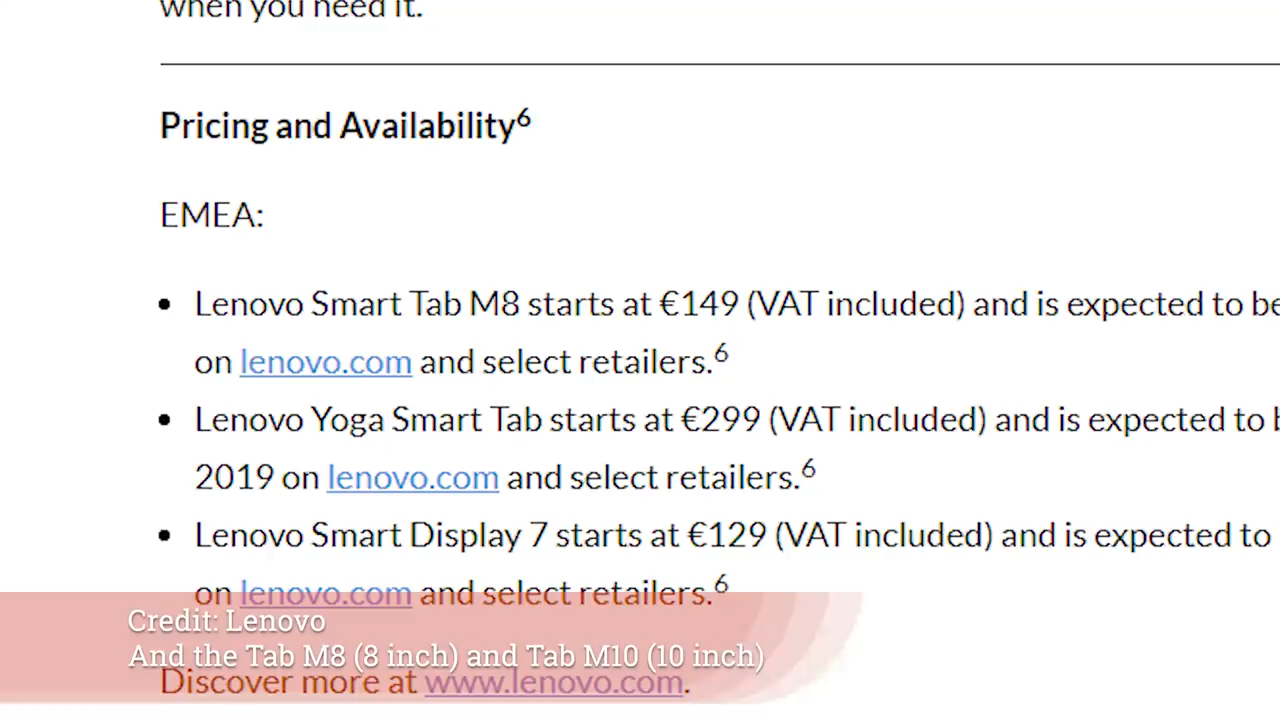 when you need it.
Pricing and Availability⁶
EMEA:
• Lenovo Smart Tab M8 starts at €149 (VAT included) and is expected to be
on lenovo.com and select retailers.⁶
• Lenovo Yoga Smart Tab starts at €299 (VAT included) and is expected to b
2019 on lenovo.com and select retailers.⁶
• Lenovo Smart Display 7 starts at €129 (VAT included) and is expected to
on lenovo.com and select retailers.⁶
Credit: Lenovo
And the Tab M8 (8 inch) and Tab M10 (10 inch)
Discover more at www.lenovo.com.